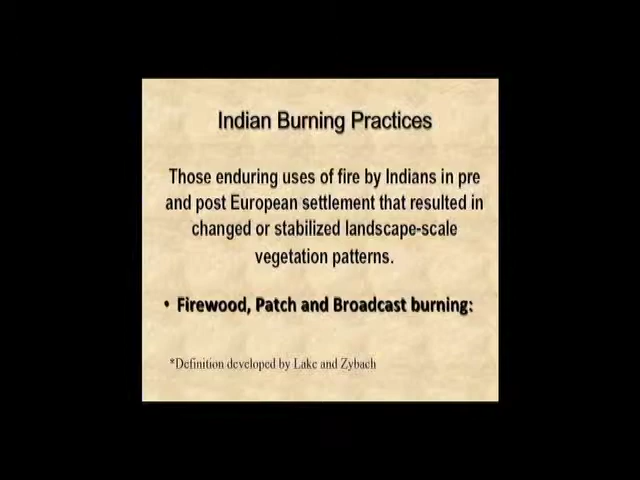 Indian Burning Practices
Those enduring uses of fire by Indians in pre
and post European settlement that resulted in
changed or stabilized landscape-scale
vegetation patterns.
• Firewood, Patch and Broadcast burning:
*Definition developed by Lake and Zybach